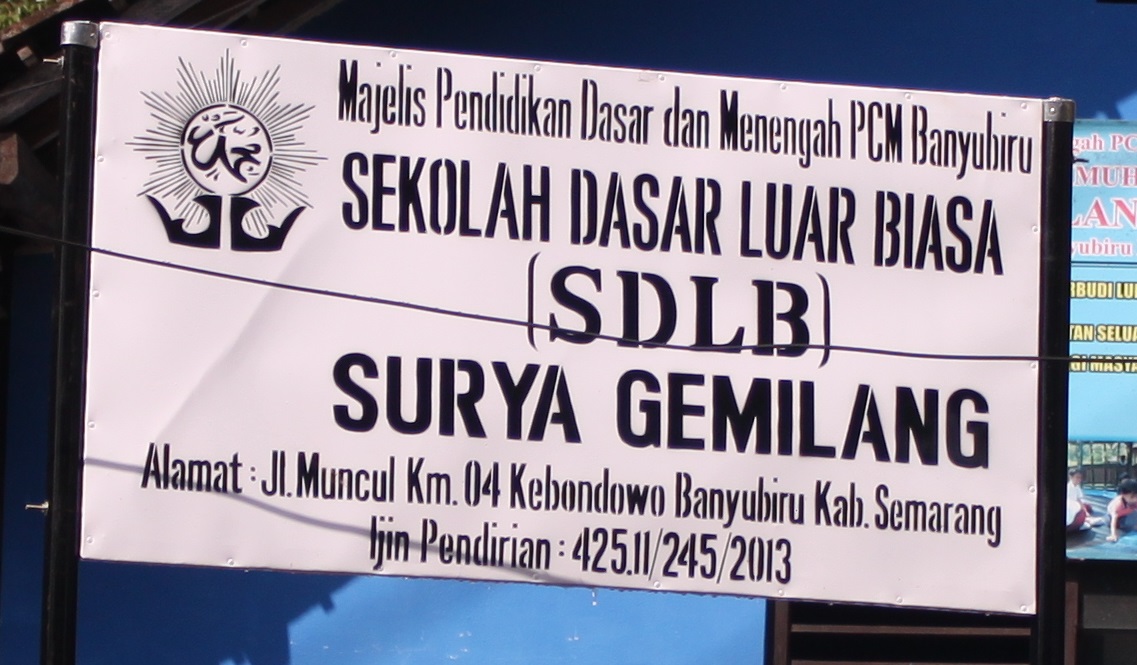 Majelis Pendidikan Dasar dan Menengah PCM Banyubiru
SEKOLAH DASAR LUAR BIASA
(SDLB)
SURYA GEMILANG
Alamat : Jl. Muncul Km. 04 Kebondowo Banyubiru Kab. Semarang
Ijin Pendirian : 425.11/245/2013